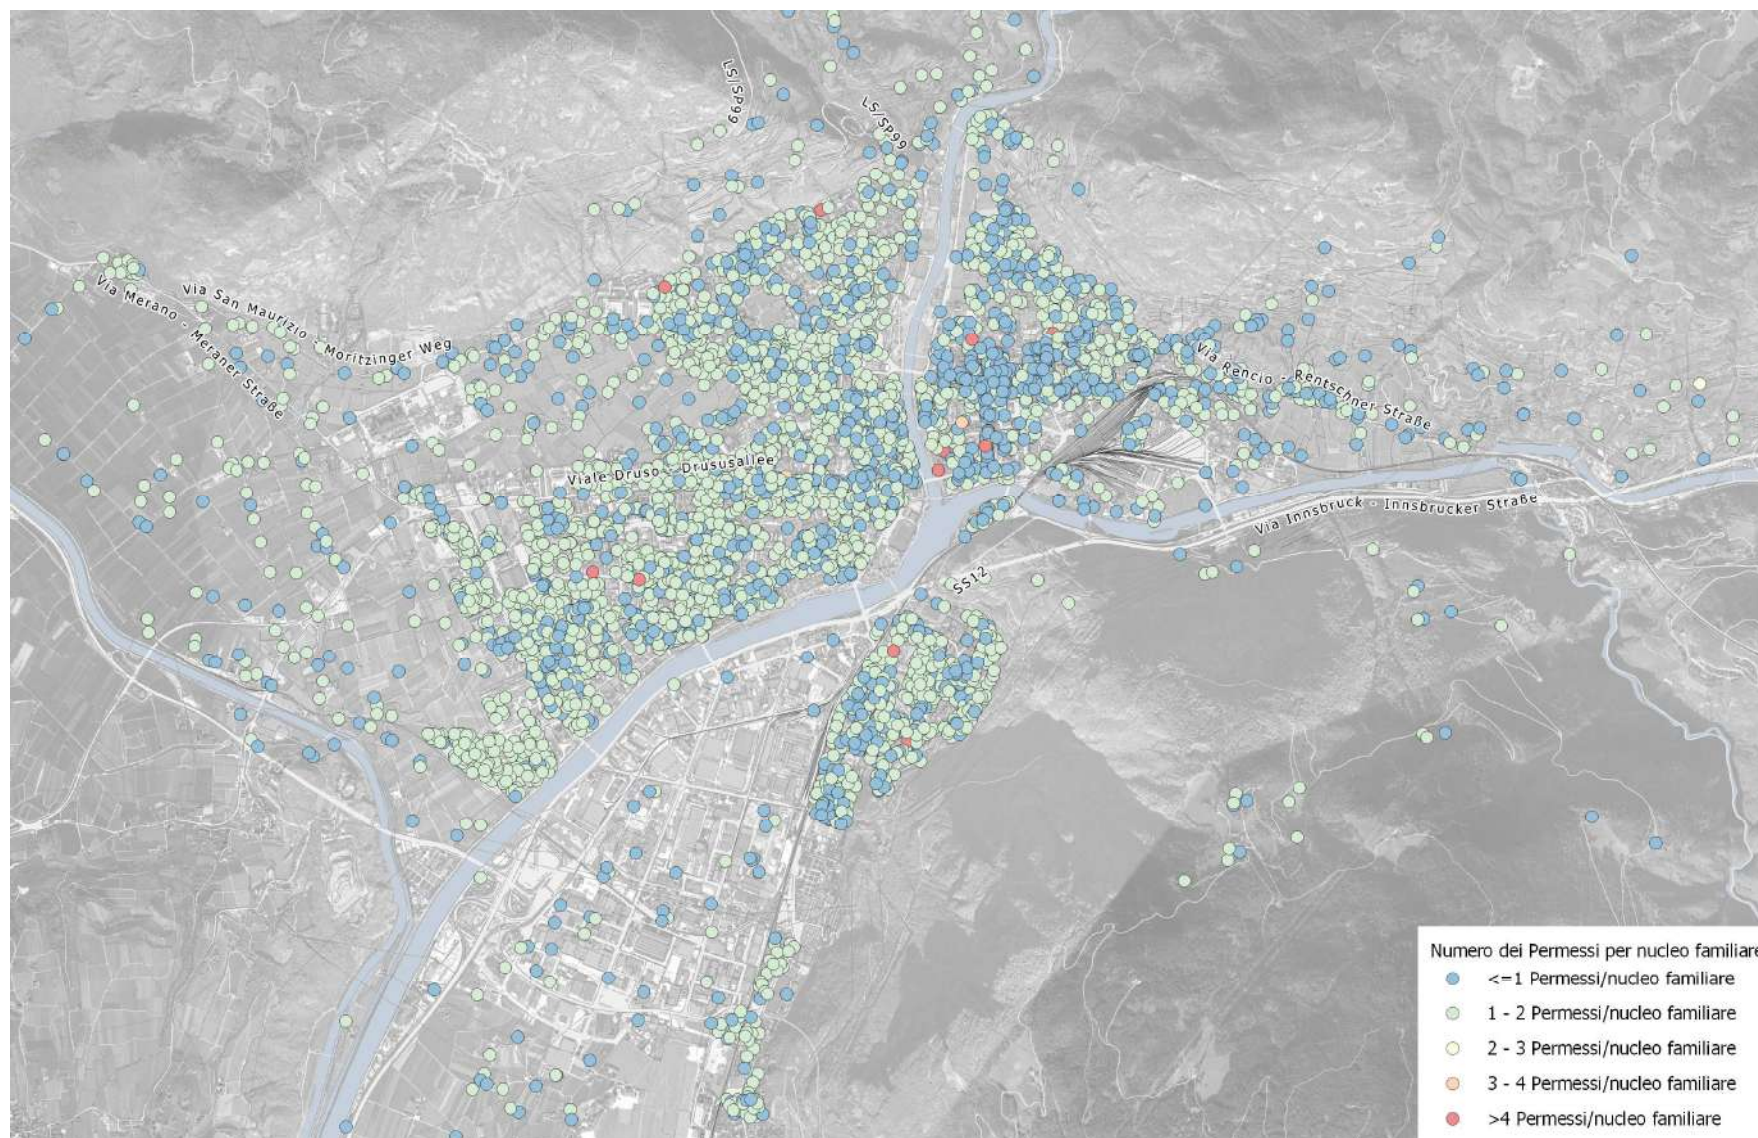 LS/SP99
LS/SP99
Via San Maurizio - Moritzinger Weg
Via Merano - Meraner Straße
Via Rencio - Rentschner Straße
Viale Druso - Drususallee
Via Innsbruck - Innsbrucker Straße
SS12
Numero dei Permessi per nucleo familiare
<=1 Permessi/nucleo familiare
1 - 2 Permessi/nucleo familiare
2 - 3 Permessi/nucleo familiare
3 - 4 Permessi/nucleo familiare
>4 Permessi/nucleo familiare